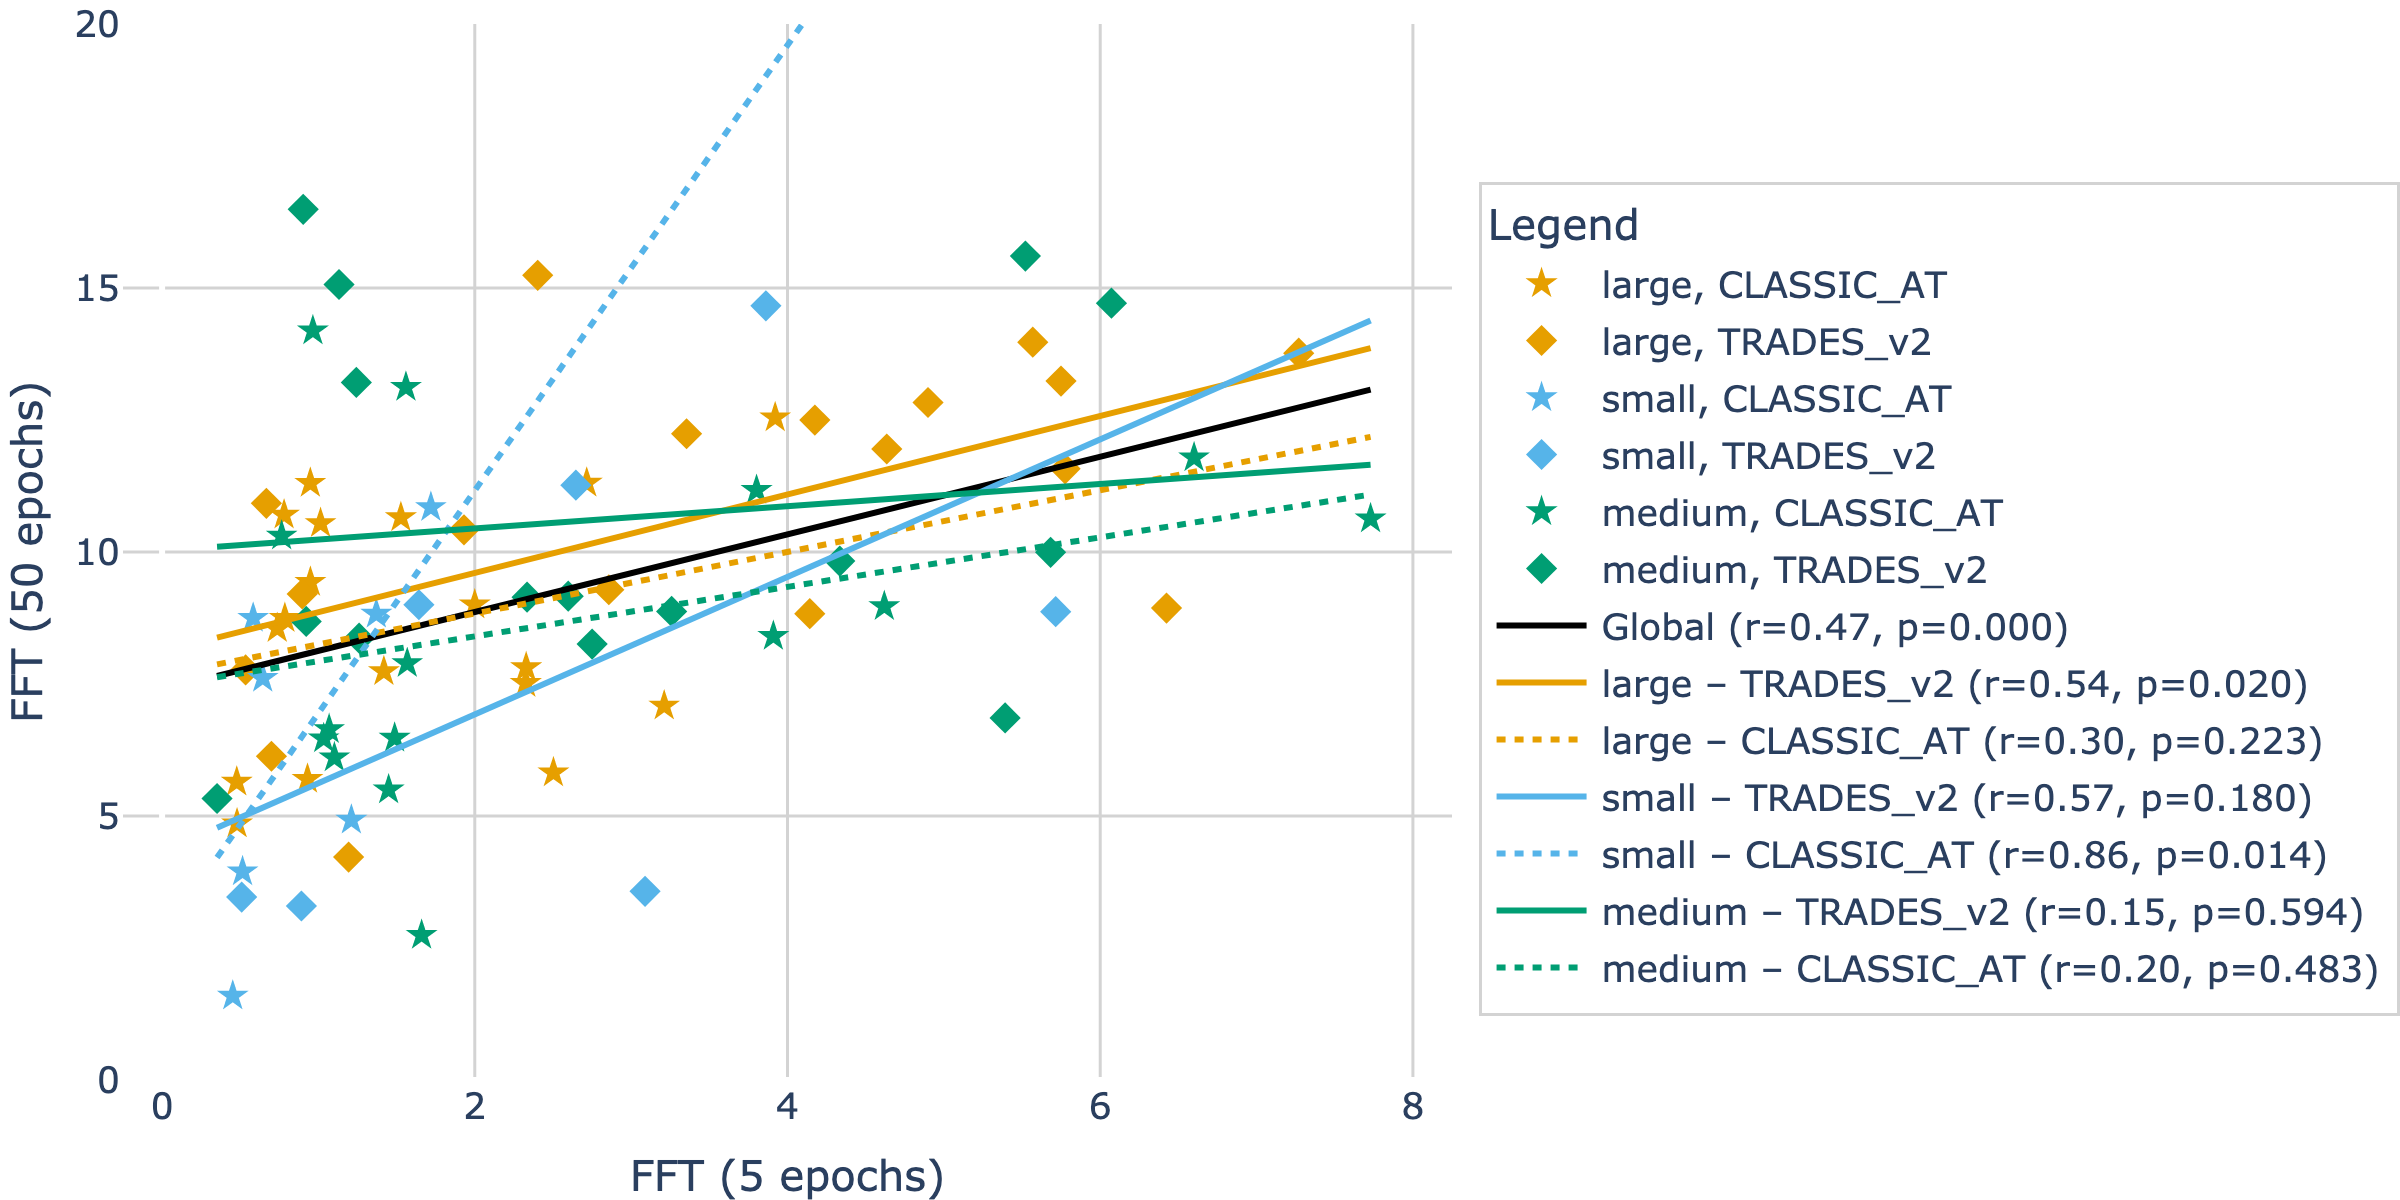 20
15
10
5
0
0
2
4
6
8
FFT (50 epochs)
FFT (5 epochs)
Legend
large, CLASSIC_AT
large, TRADES_v2
small, CLASSIC_AT
small, TRADES_v2
medium, CLASSIC_AT
medium, TRADES_v2
Global (r=0.47, p=0.000)
large – TRADES_v2 (r=0.54, p=0.020)
large – CLASSIC_AT (r=0.30, p=0.223)
small – TRADES_v2 (r=0.57, p=0.180)
small – CLASSIC_AT (r=0.86, p=0.014)
medium – TRADES_v2 (r=0.15, p=0.594)
medium – CLASSIC_AT (r=0.20, p=0.483)